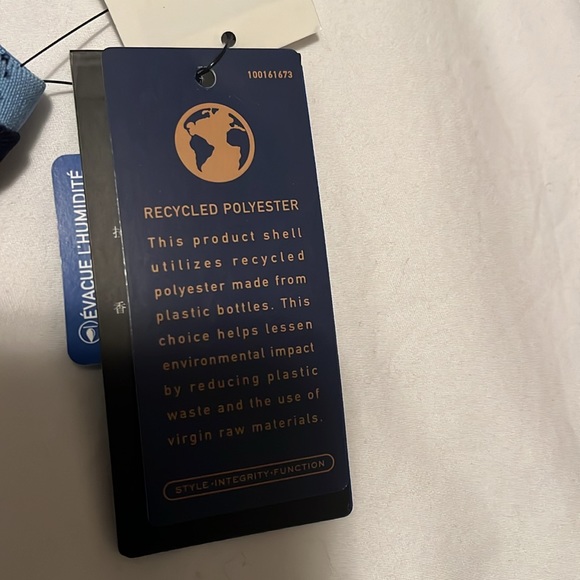 100161673
RECYCLED POLYESTER
This product shell
utilizes recycled
polyester made from
plastic bottles. This
choice helps lessen
environmental impact
by reducing plastic
waste and the use of
virgin raw materials.
STYLE•INTEGRITY•FUNCTION
ÉVACUE L'HUMIDITÉ
香